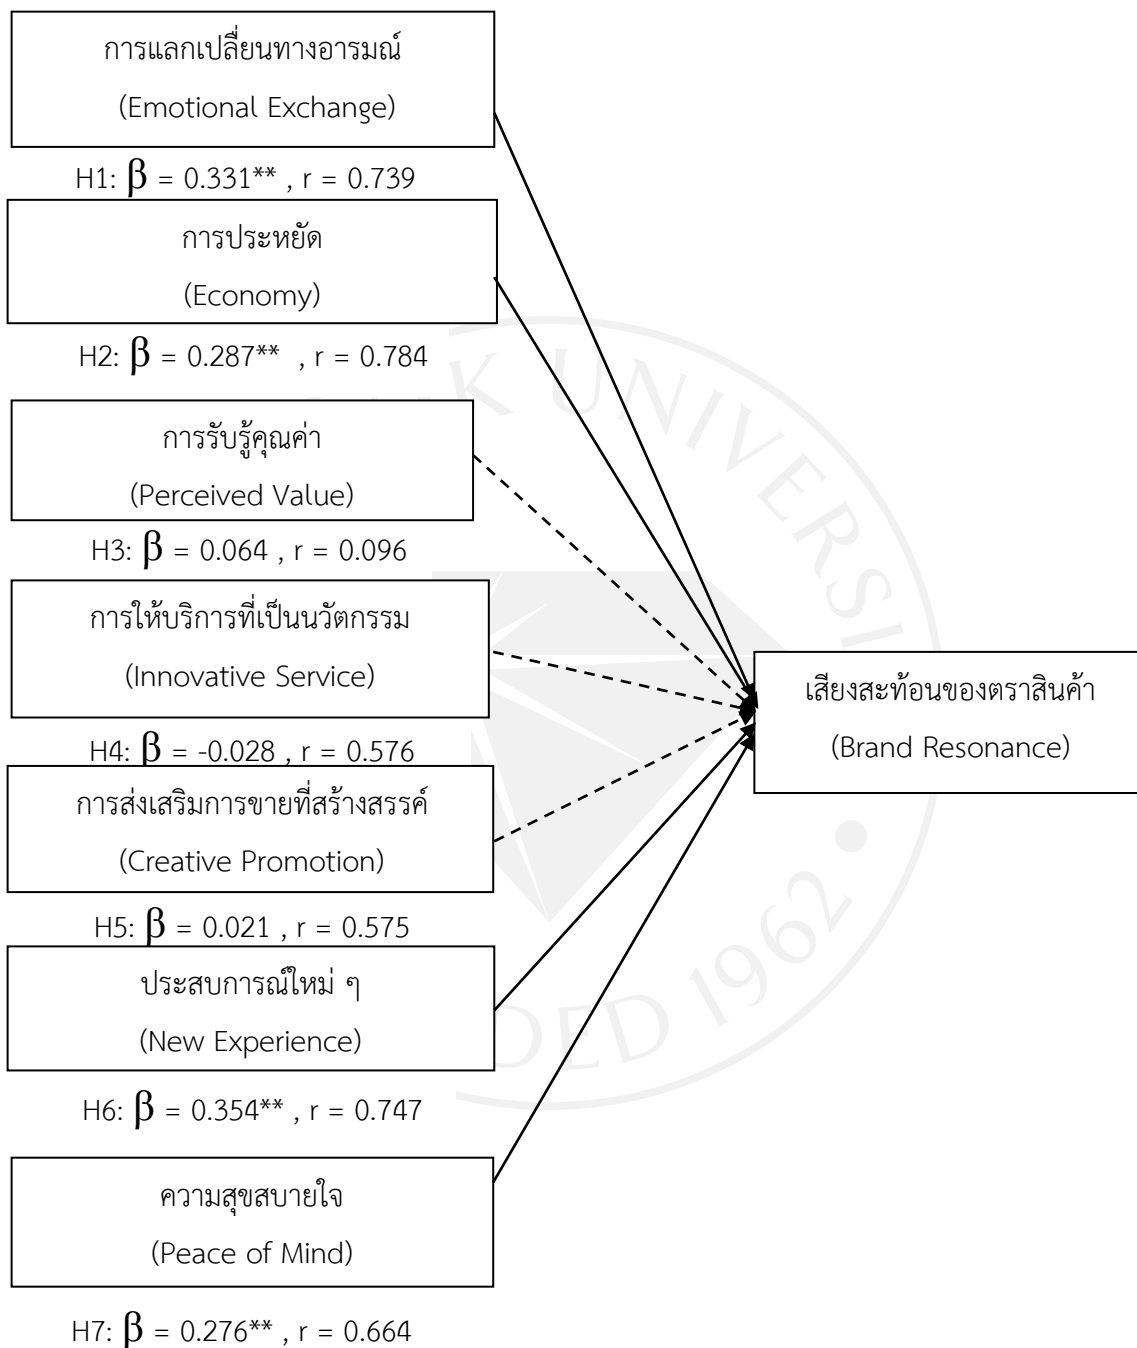 การแลกเปลี่ยนทางอารมณ์
(Emotional Exchange)
H1: β = 0.331** , r = 0.739
การประหยัด
(Economy)
H2: β = 0.287** , r = 0.784
การรับรู้คุณค่า
(Perceived Value)
H3: β = 0.064 , r = 0.096
การให้บริการที่เป็นนวัตกรรม
(Innovative Service)
H4: β = -0.028 , r = 0.576
การส่งเสริมการขายที่สร้างสรรค์
(Creative Promotion)
H5: β = 0.021 , r = 0.575
ประสบการณ์ใหม่ ๆ
(New Experience)
H6: β = 0.354** , r = 0.747
ความสุขสบายใจ
(Peace of Mind)
H7: β = 0.276** , r = 0.664
เสียงสะท้อนของตราสินค้า
(Brand Resonance)
1962